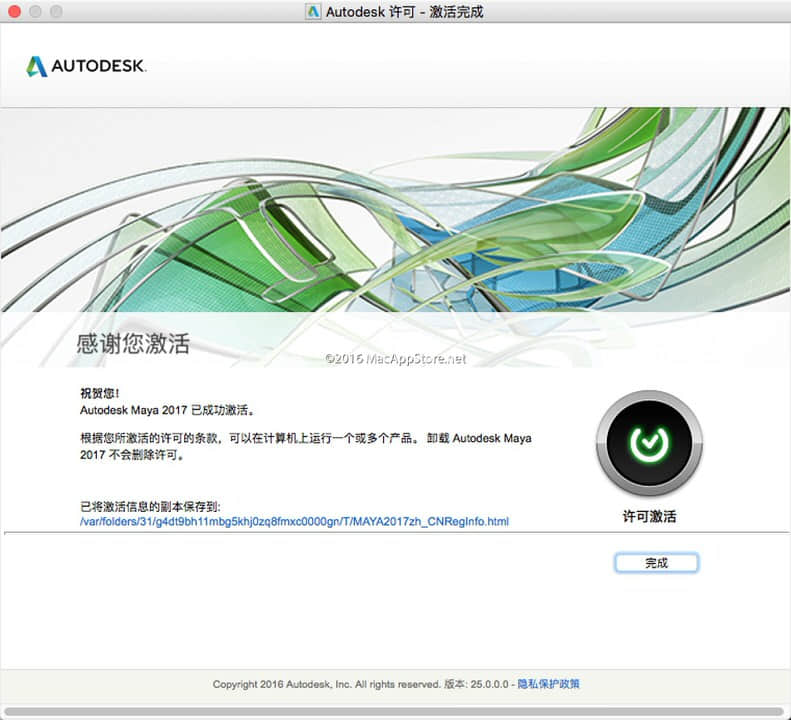 Autodesk 许可 - 激活完成
AUTODESK.
感谢您激活
©2016 MacAppStore.net
祝贺您!
Autodesk Maya 2017 已成功激活。
根据您所激活的许可的条款，可以在计算机上运行一个或多个产品。 卸载 Autodesk Maya
2017 不会删除许可。
已将激活信息的副本保存到:
/var/folders/31/g4dt9bh11mbg5khj0zq8fmxc0000gn/T/MAYA2017zh_CNRegInfo.html
许可激活
完成
Copyright 2016 Autodesk, Inc. All rights reserved. 版本: 25.0.0.0 - 隐私保护政策